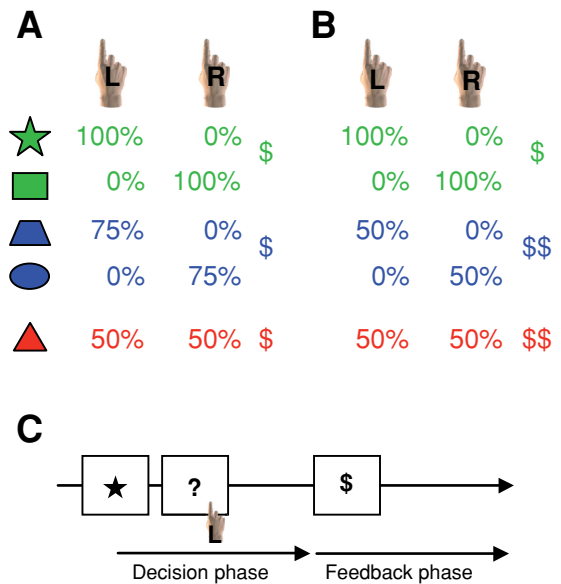 A B
L R L R
100% 0% $ 100% 0% $
0% 100% 0% 100%
75% 0% $ 50% 0% $$
0% 75% 0% 50%
50% 50% $ 50% 50% $$
C
? $
L
Decision phase Feedback phase